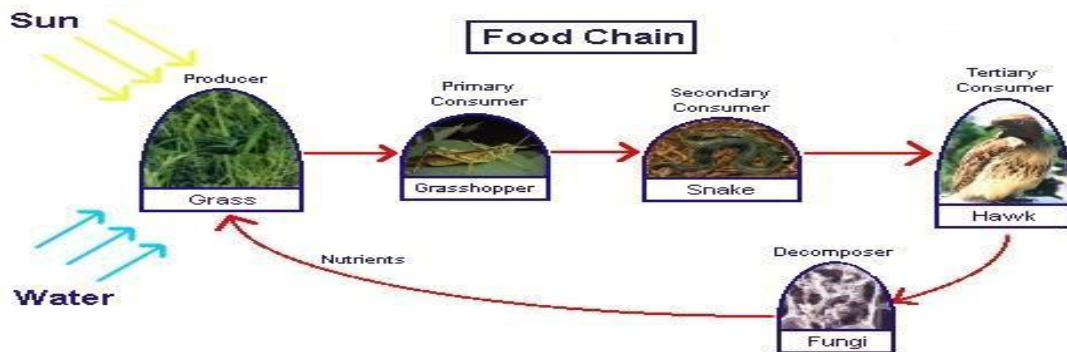 Sun
Food Chain
Producer
Primary
Consumer
Secondary
Consumer
Tertiary
Consumer
Grass
Grasshopper
Snake
Hawk
Nutrients
Decomposer
Water
Fungi